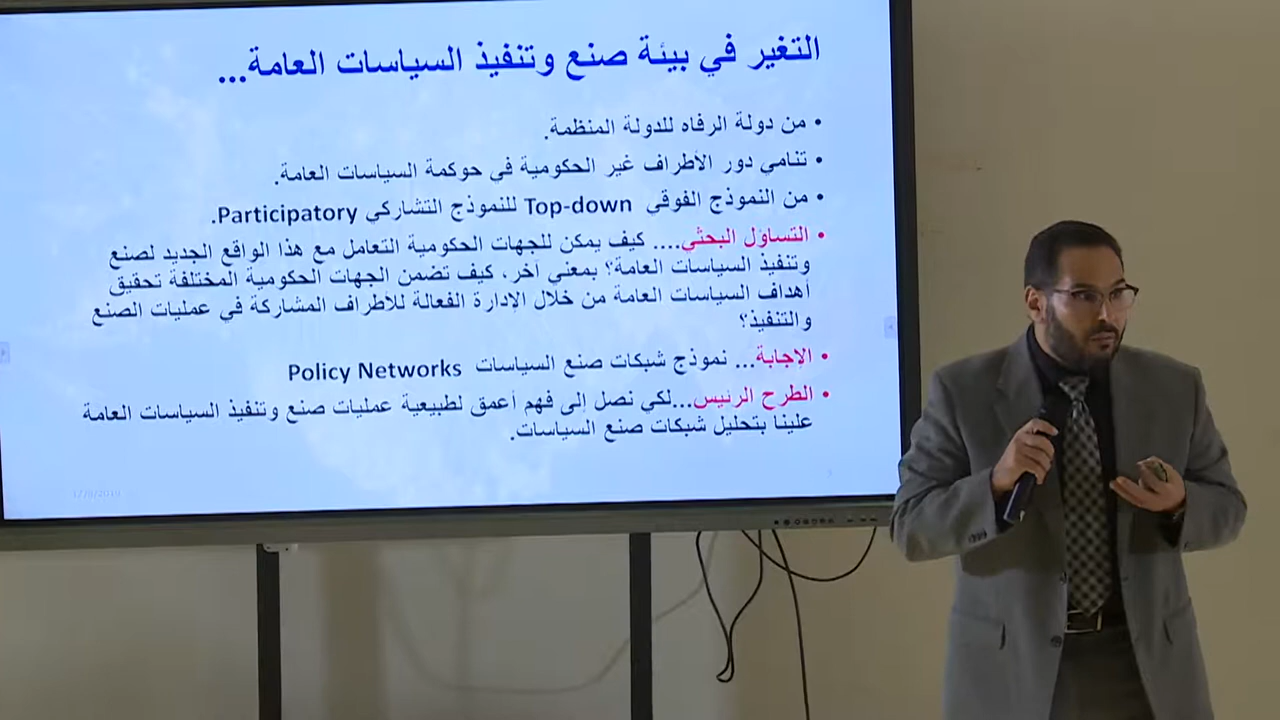 التغير في بيئة صنع وتنفيذ السياسات العامة...
• من دولة الرفاه للدولة المنظمة.
• تنامي دور الأطراف غير الحكومية في حوكمة السياسات العامة.
• من النموذج الفوقي Top-down للنموذج التشاركي Participatory.
• التساؤل البحثي.... كيف يمكن للجهات الحكومية التعامل مع هذا الواقع الجديد لصنع
وتنفيذ السياسات العامة؟ بمعني آخر، كيف تضمن الجهات الحكومية المختلفة تحقيق
أهداف السياسات العامة من خلال الإدارة الفعالة للأطراف المشاركة في عمليات الصنع
والتنفيذ؟
• الإجابة... نموذج شبكات صنع السياسات Policy Networks
• الطرح الرئيس...لكي نصل إلى فهم أعمق لطبيعية عمليات صنع وتنفيذ السياسات العامة
علينا بتحليل شبكات صنع السياسات.